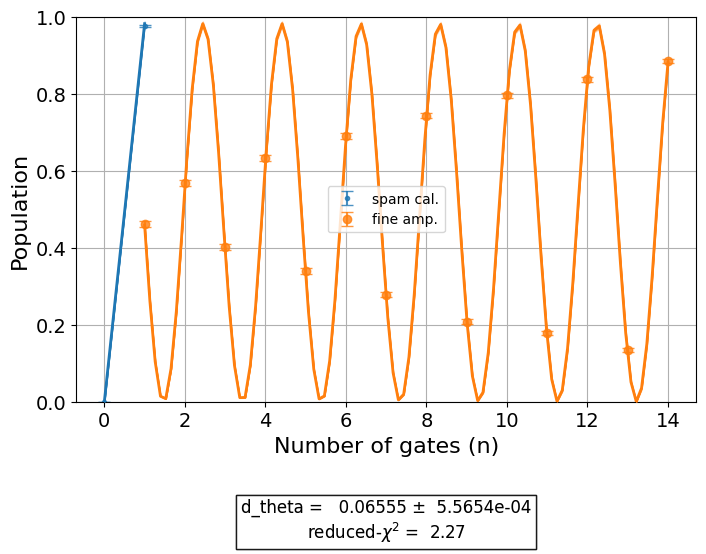 1.0
0.8
0.6
0.4
0.2
0.0
Population
spam cal.
fine amp.
0 2 4 6 8 10 12 14
Number of gates (n)
d_theta = 0.06555 ± 5.5654e-04
reduced-χ² = 2.27